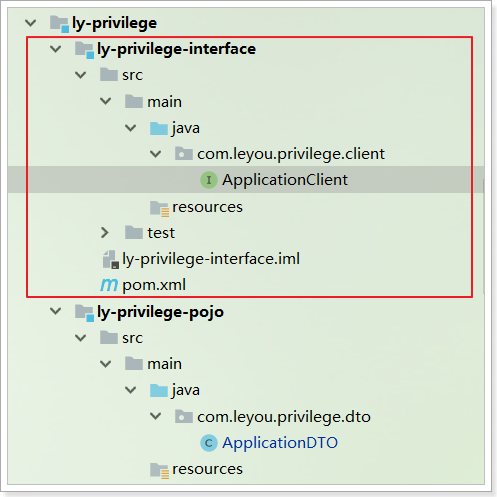 ly-privilege
ly-privilege-interface
src
main
java
com.leyou.privilege.client
I ApplicationClient
resources
test
ly-privilege-interface.iml
m pom.xml
ly-privilege-pojo
src
main
java
com.leyou.privilege.dto
C ApplicationDTO
resources